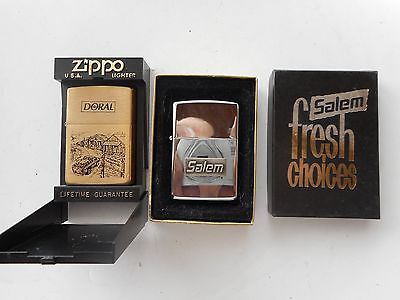 Zippo
U.S.A. LIGHTER
DORAL
LIFETIME GUARANTEE
Salem
Salem
fresh
choices